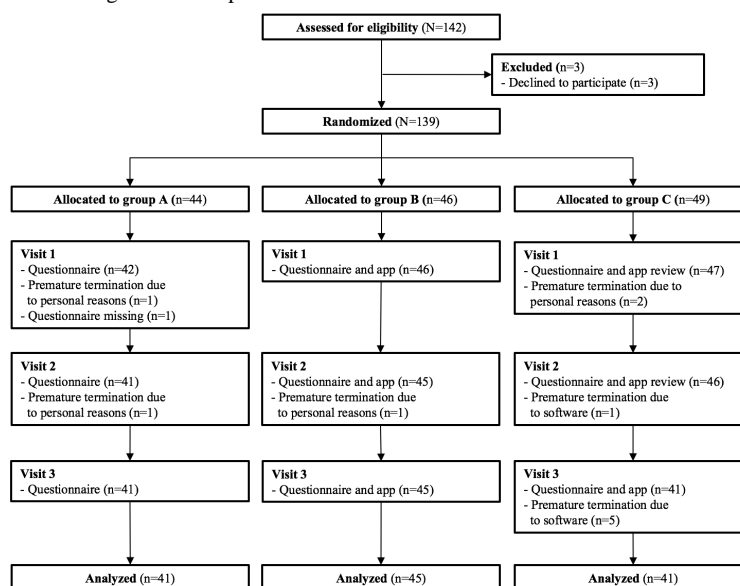 Assessed for eligibility (N=142)
Excluded (n=3)
- Declined to participate (n=3)
Randomized (N=139)
Allocated to group A (n=44)
Allocated to group B (n=46)
Allocated to group C (n=49)
Visit 1
- Questionnaire (n=42)
- Premature termination due
to personal reasons (n=1)
- Questionnaire missing (n=1)
Visit 1
- Questionnaire and app (n=46)
Visit 1
- Questionnaire and app review (n=47)
- Premature termination due to
personal reasons (n=2)
Visit 2
- Questionnaire (n=41)
- Premature termination due
to personal reasons (n=1)
Visit 2
- Questionnaire and app (n=45)
- Premature termination due
to personal reasons (n=1)
Visit 2
- Questionnaire and app review (n=46)
- Premature termination due
to software (n=1)
Visit 3
- Questionnaire (n=41)
Visit 3
- Questionnaire and app (n=45)
Visit 3
- Questionnaire and app (n=41)
- Premature termination due
to software (n=5)
Analyzed (n=41)
Analyzed (n=45)
Analyzed (n=41)